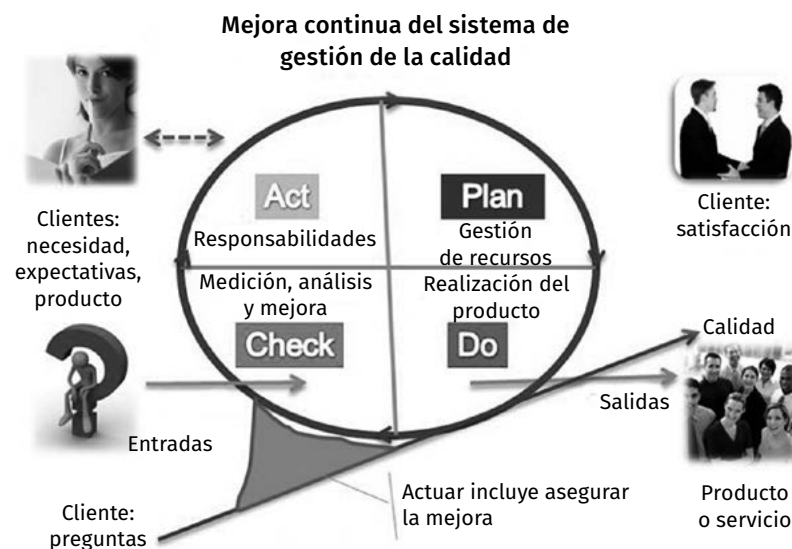 Mejora continua del sistema de
gestión de la calidad
Clientes:
necesidad,
expectativas,
producto
Act
Responsabilidades
Plan
Gestión
de recursos
Cliente:
satisfacción
Medición, análisis
y mejora
Check
Realización del
producto
Do
Calidad
Entradas
Salidas
Cliente:
preguntas
Actuar incluye asegurar
la mejora
Producto
o servicio